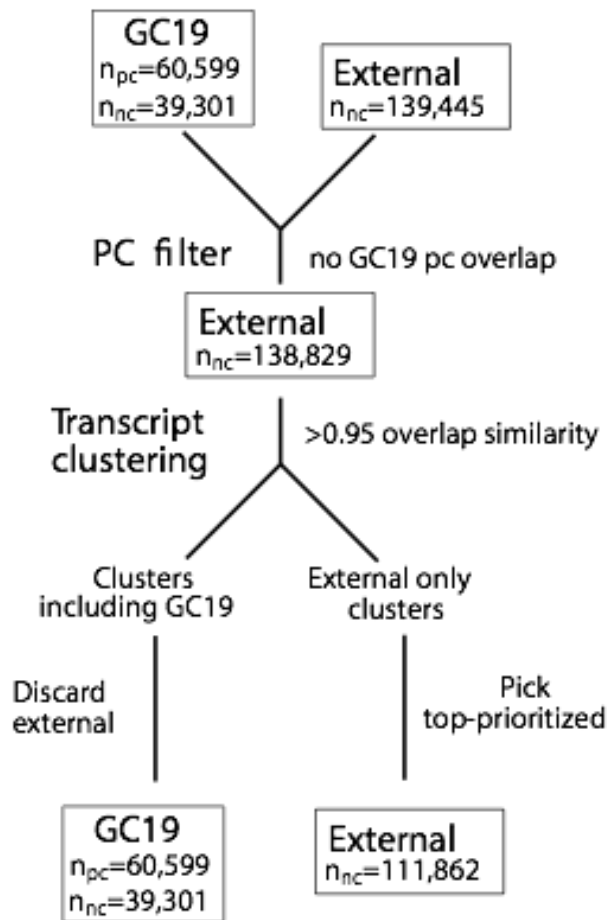 GC19
n_pc=60,599
n_nc=39,301
External
n_nc=139,445
PC filter
no GC19 pc overlap
External
n_nc=138,829
Transcript
clustering
>0.95 overlap similarity
Clusters
including GC19
External only
clusters
Discard
external
Pick
top-prioritized
GC19
n_pc=60,599
n_nc=39,301
External
n_nc=111,862